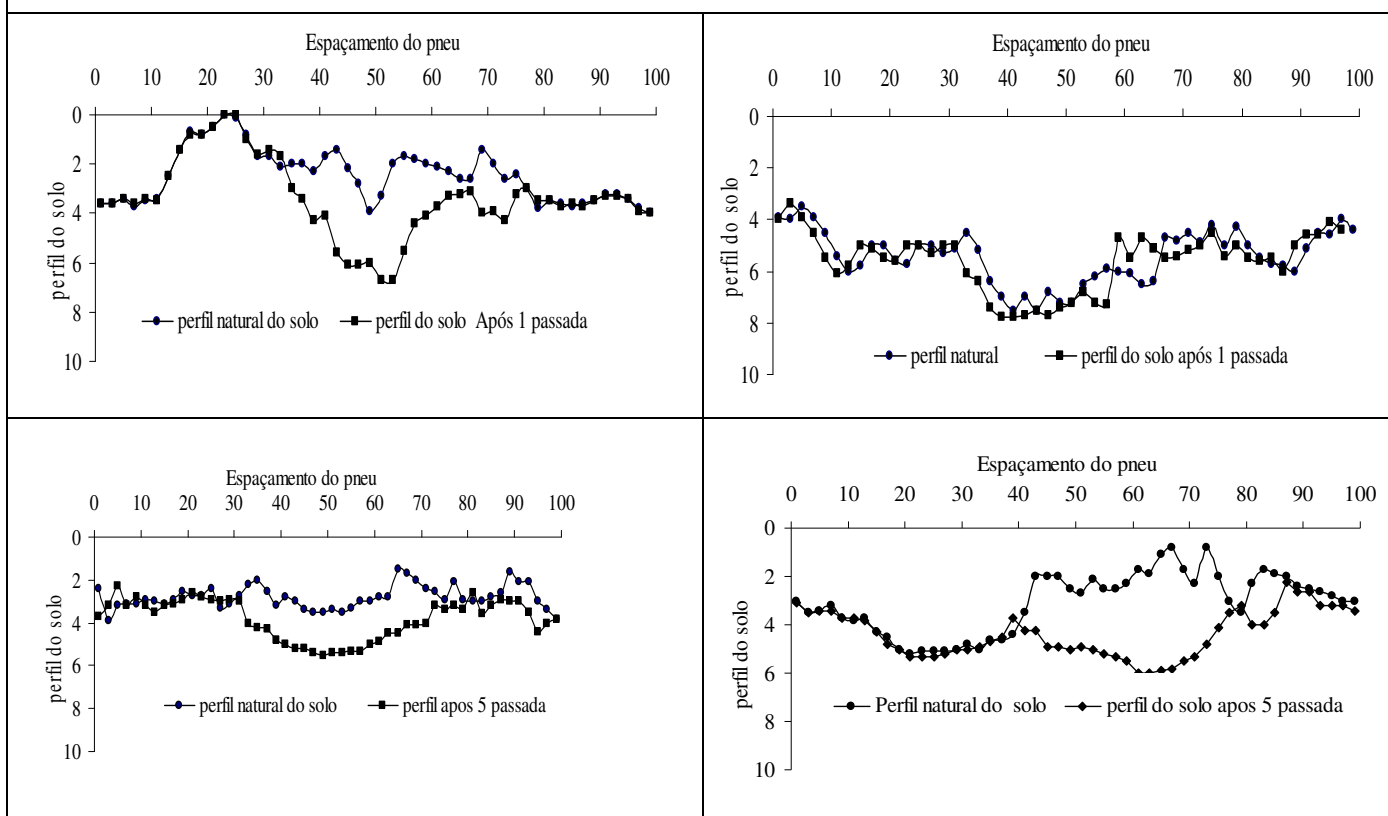 Espaçamento do pneu
0 10 20 30 40 50 60 70 80 90 100
0
2
4
6
8
10
perfil do solo
perfil natural do solo
perfil do solo Após 1 passada
Espaçamento do pneu
0 10 20 30 40 50 60 70 80 90 100
0
2
4
6
8
10
perfil do solo
perfil natural
perfil do solo após 1 passada
Espaçamento do pneu
0 10 20 30 40 50 60 70 80 90 100
0
2
4
6
8
10
perfil do solo
perfil natural do solo
perfil apos 5 passada
Espaçamento do pneu
0 10 20 30 40 50 60 70 80 90 100
0
2
4
6
8
10
perfil do solo
Perfil natural do solo
perfil do solo apos 5 passada